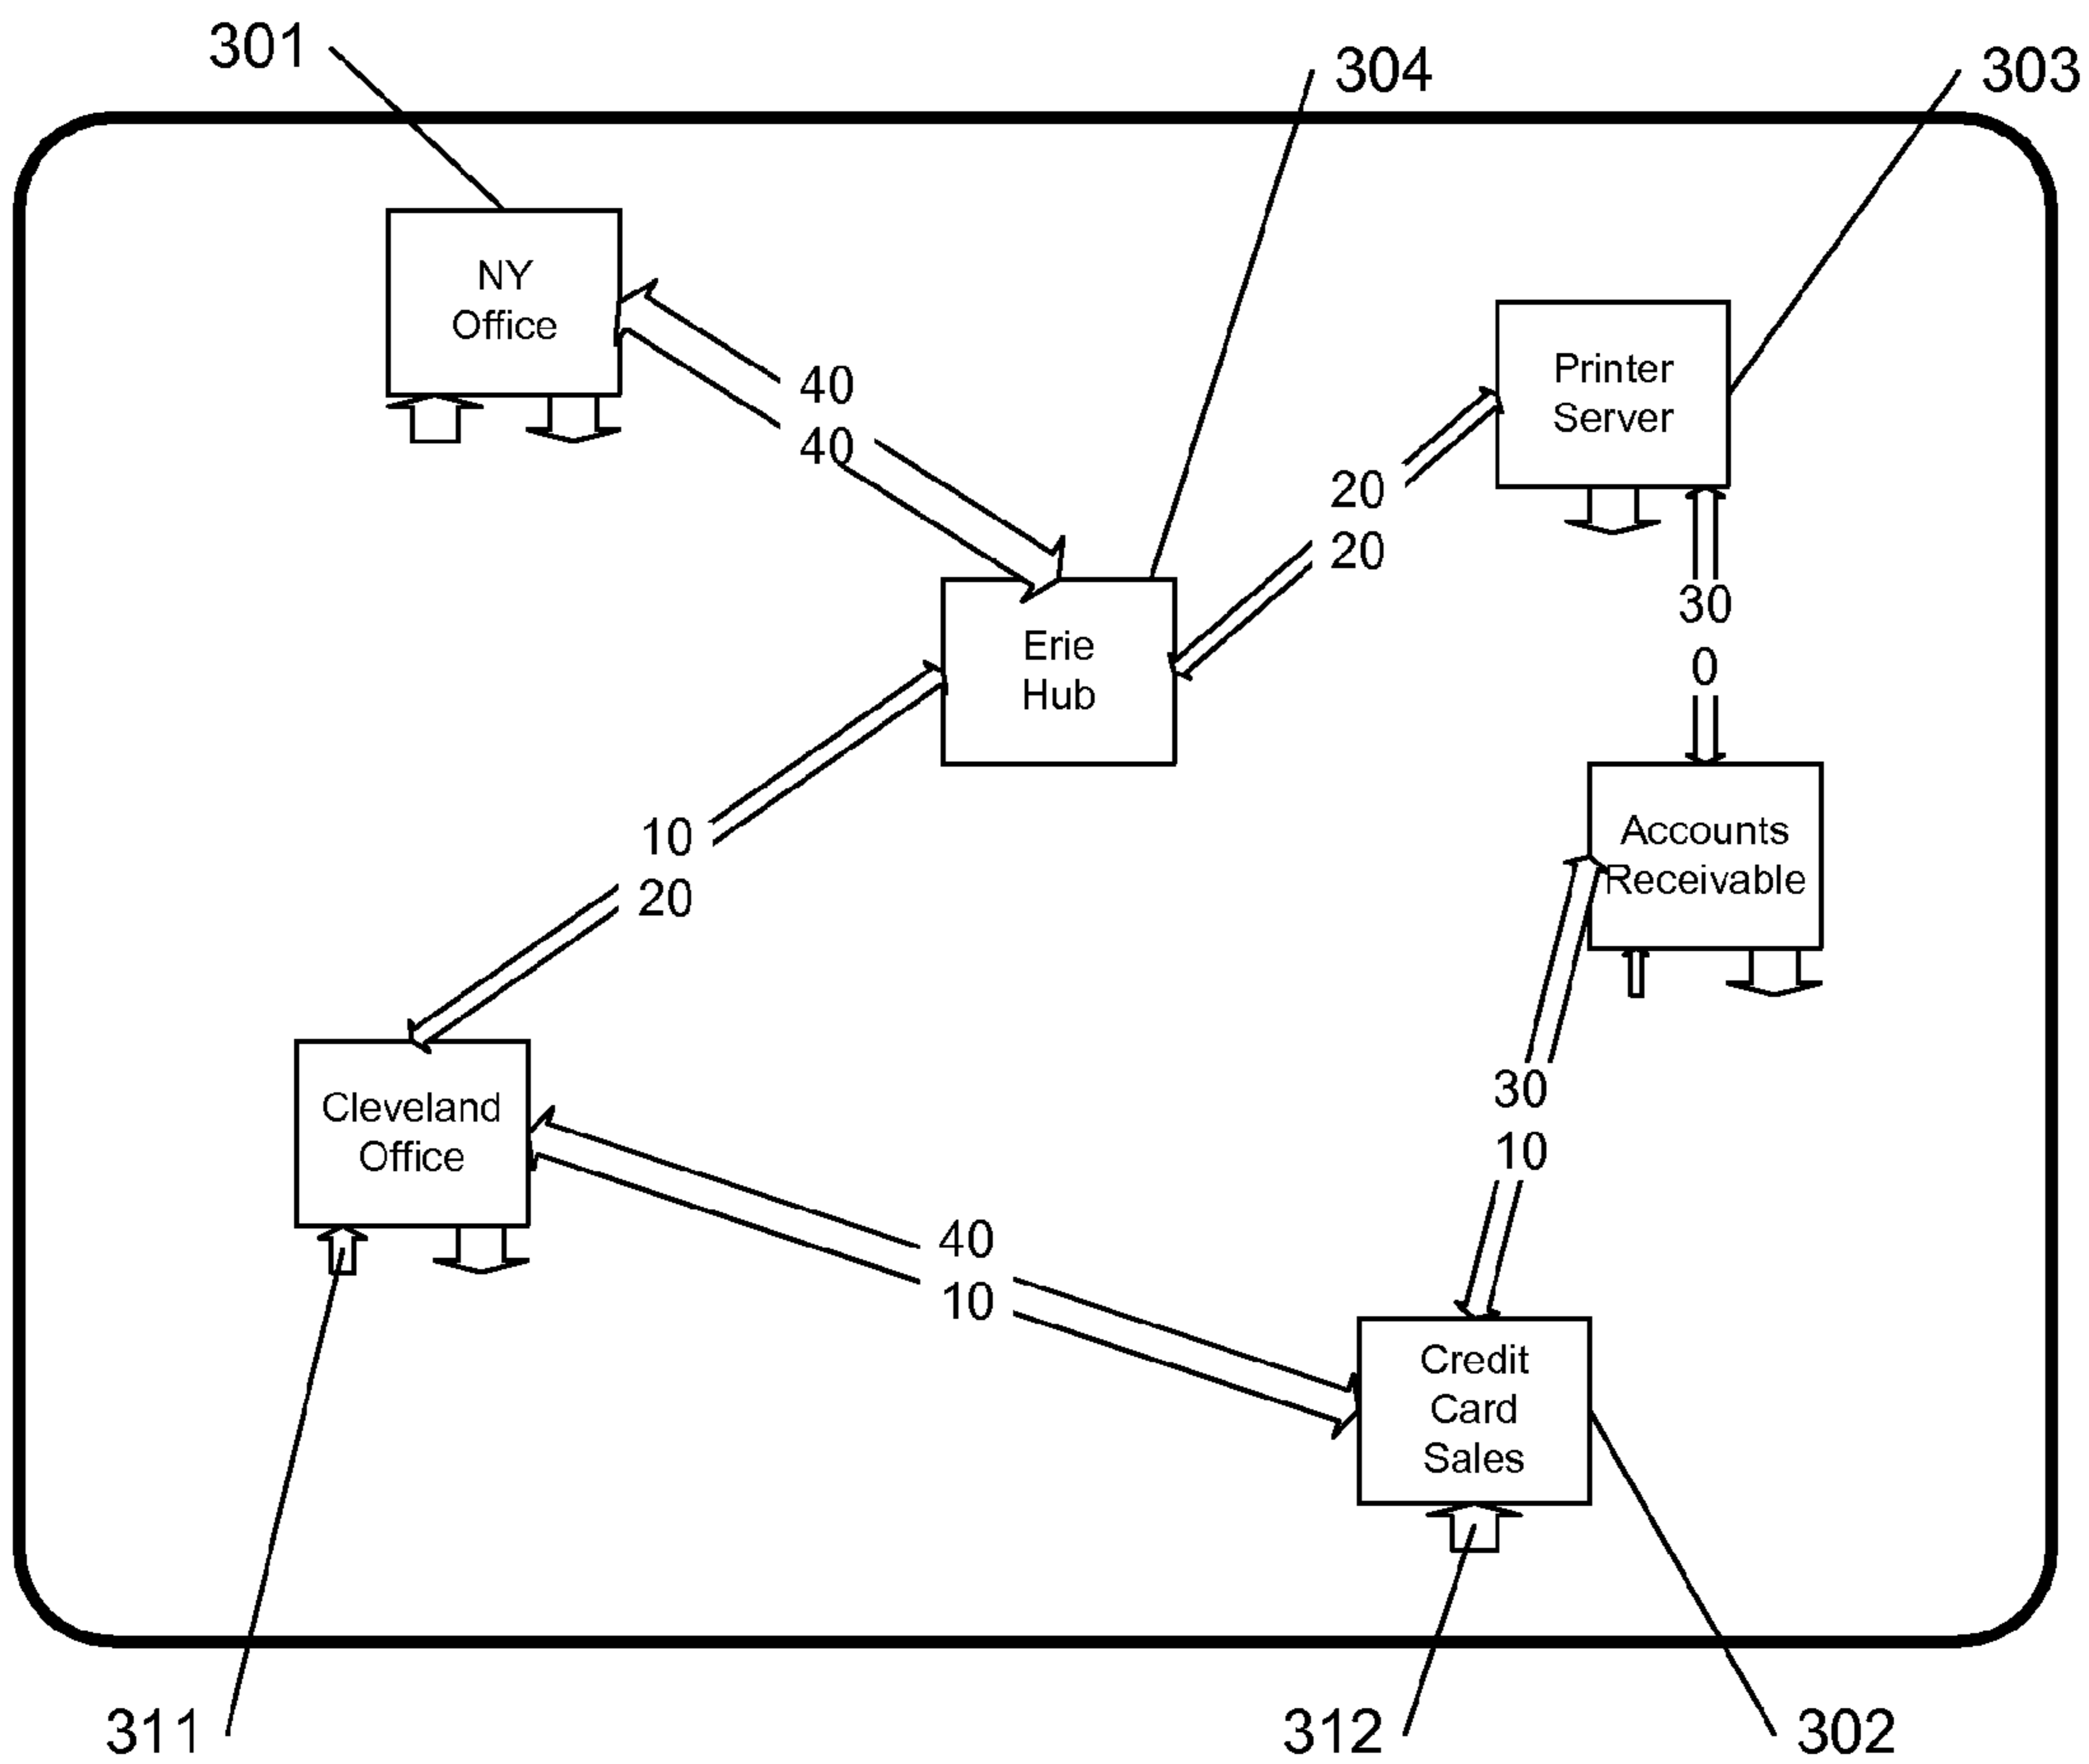 301
304
303
NY
Office
Printer
Server
40
40
20
20
30
0
Erie
Hub
10
20
Accounts
Receivable
Cleveland
Office
30
10
40
10
Credit
Card
Sales
311
312
302